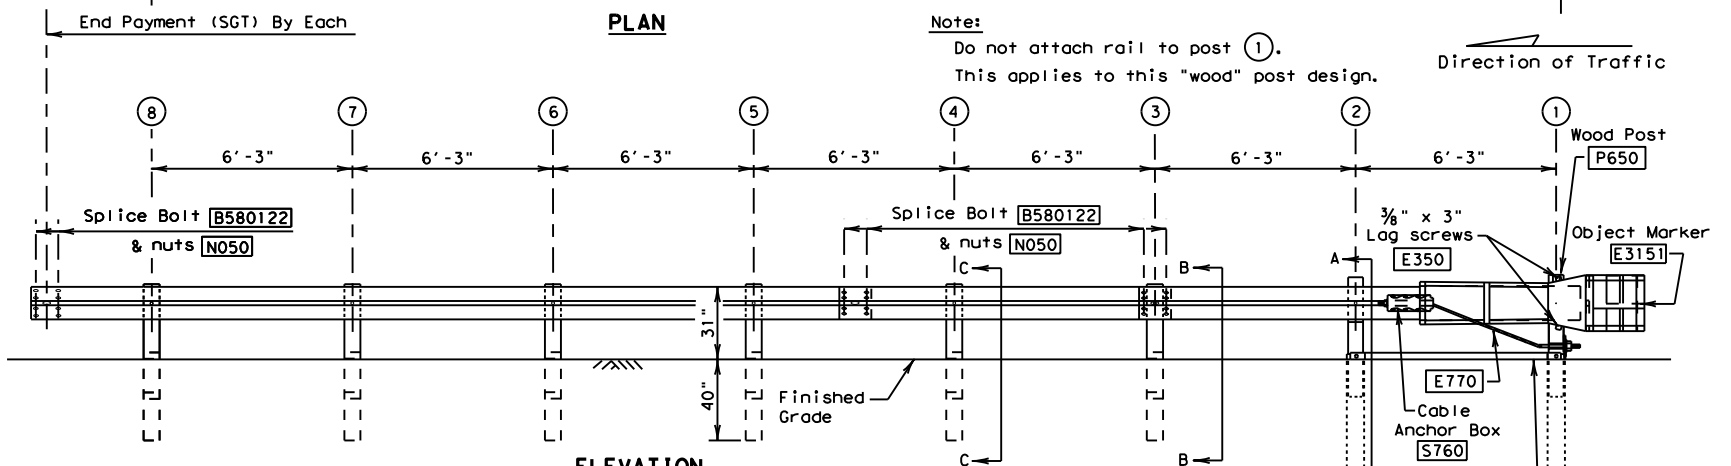 End Payment (SGT) By Each
PLAN
Note:
Do not attach rail to post 1.
This applies to this "wood" post design.
Direction of Traffic
8 7 6 5 4 3 2 1
6'-3" 6'-3" 6'-3" 6'-3" 6'-3" 6'-3" 6'-3"
Wood Post
P650
Splice Bolt B580122
& nuts N050
Splice Bolt B580122
& nuts N050
3/8" x 3"
Lag screws
E350
Object Marker
E3151
A
B
C
31"
40"
Finished
Grade
E770
Cable
Anchor Box
S760
C
B
ELEVATION